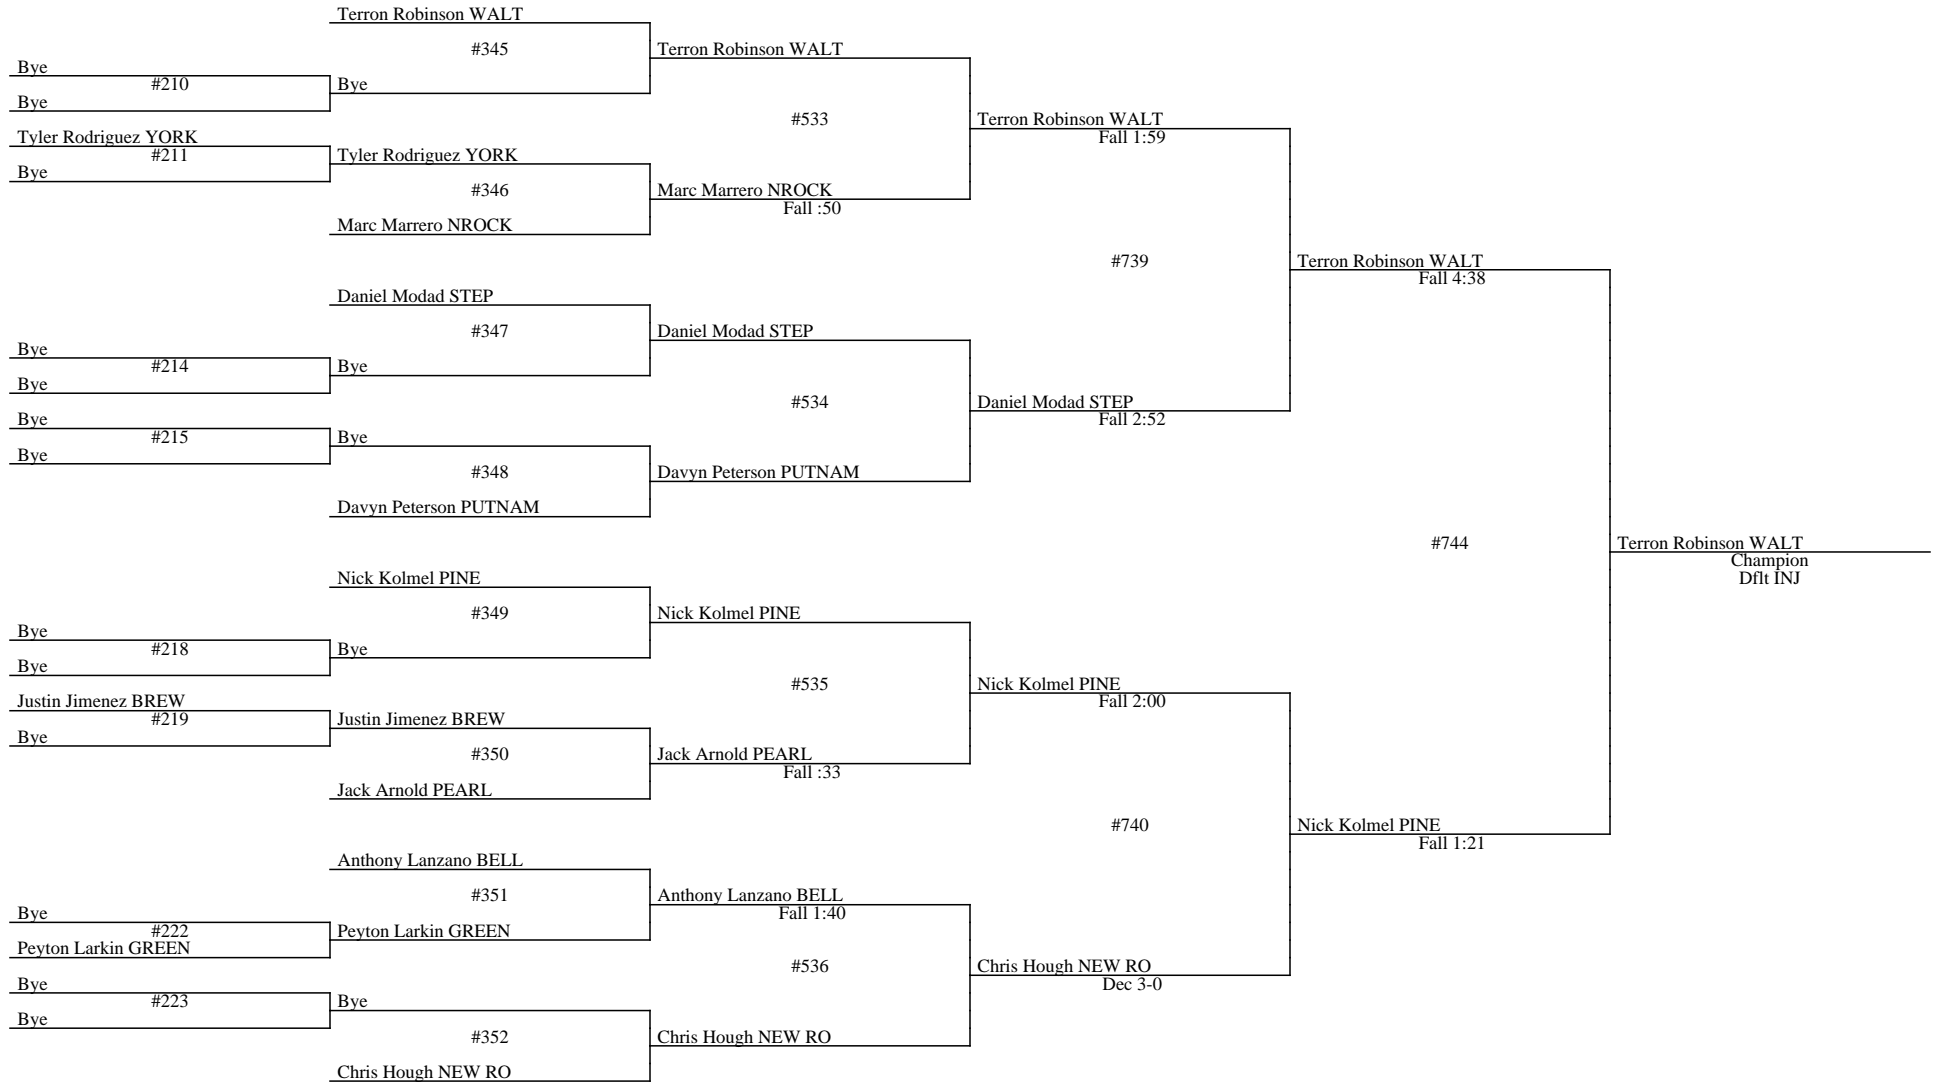 Terron Robinson WALT
#345
Terron Robinson WALT
Bye
#210
Bye
Bye
#533
Terron Robinson WALT
Fall 1:59
Tyler Rodriguez YORK
#211
Tyler Rodriguez YORK
Bye
#346
Marc Marrero NROCK
Fall :50
Marc Marrero NROCK
#739
Terron Robinson WALT
Fall 4:38
Daniel Modad STEP
#347
Daniel Modad STEP
Bye
#214
Bye
Bye
#534
Daniel Modad STEP
Fall 2:52
Bye
#215
Bye
Bye
#348
Davyn Peterson PUTNAM
Davyn Peterson PUTNAM
#744
Terron Robinson WALT
Champion
Dflt INJ
Nick Kolmel PINE
#349
Nick Kolmel PINE
Bye
#218
Bye
Bye
#535
Nick Kolmel PINE
Fall 2:00
Justin Jimenez BREW
#219
Justin Jimenez BREW
Bye
#350
Jack Arnold PEARL
Fall :33
Jack Arnold PEARL
#740
Nick Kolmel PINE
Fall 1:21
Anthony Lanzano BELL
#351
Anthony Lanzano BELL
Fall 1:40
Bye
#222
Peyton Larkin GREEN
Peyton Larkin GREEN
#536
Chris Hough NEW RO
Dec 3-0
Bye
#223
Bye
Bye
#352
Chris Hough NEW RO
Chris Hough NEW RO